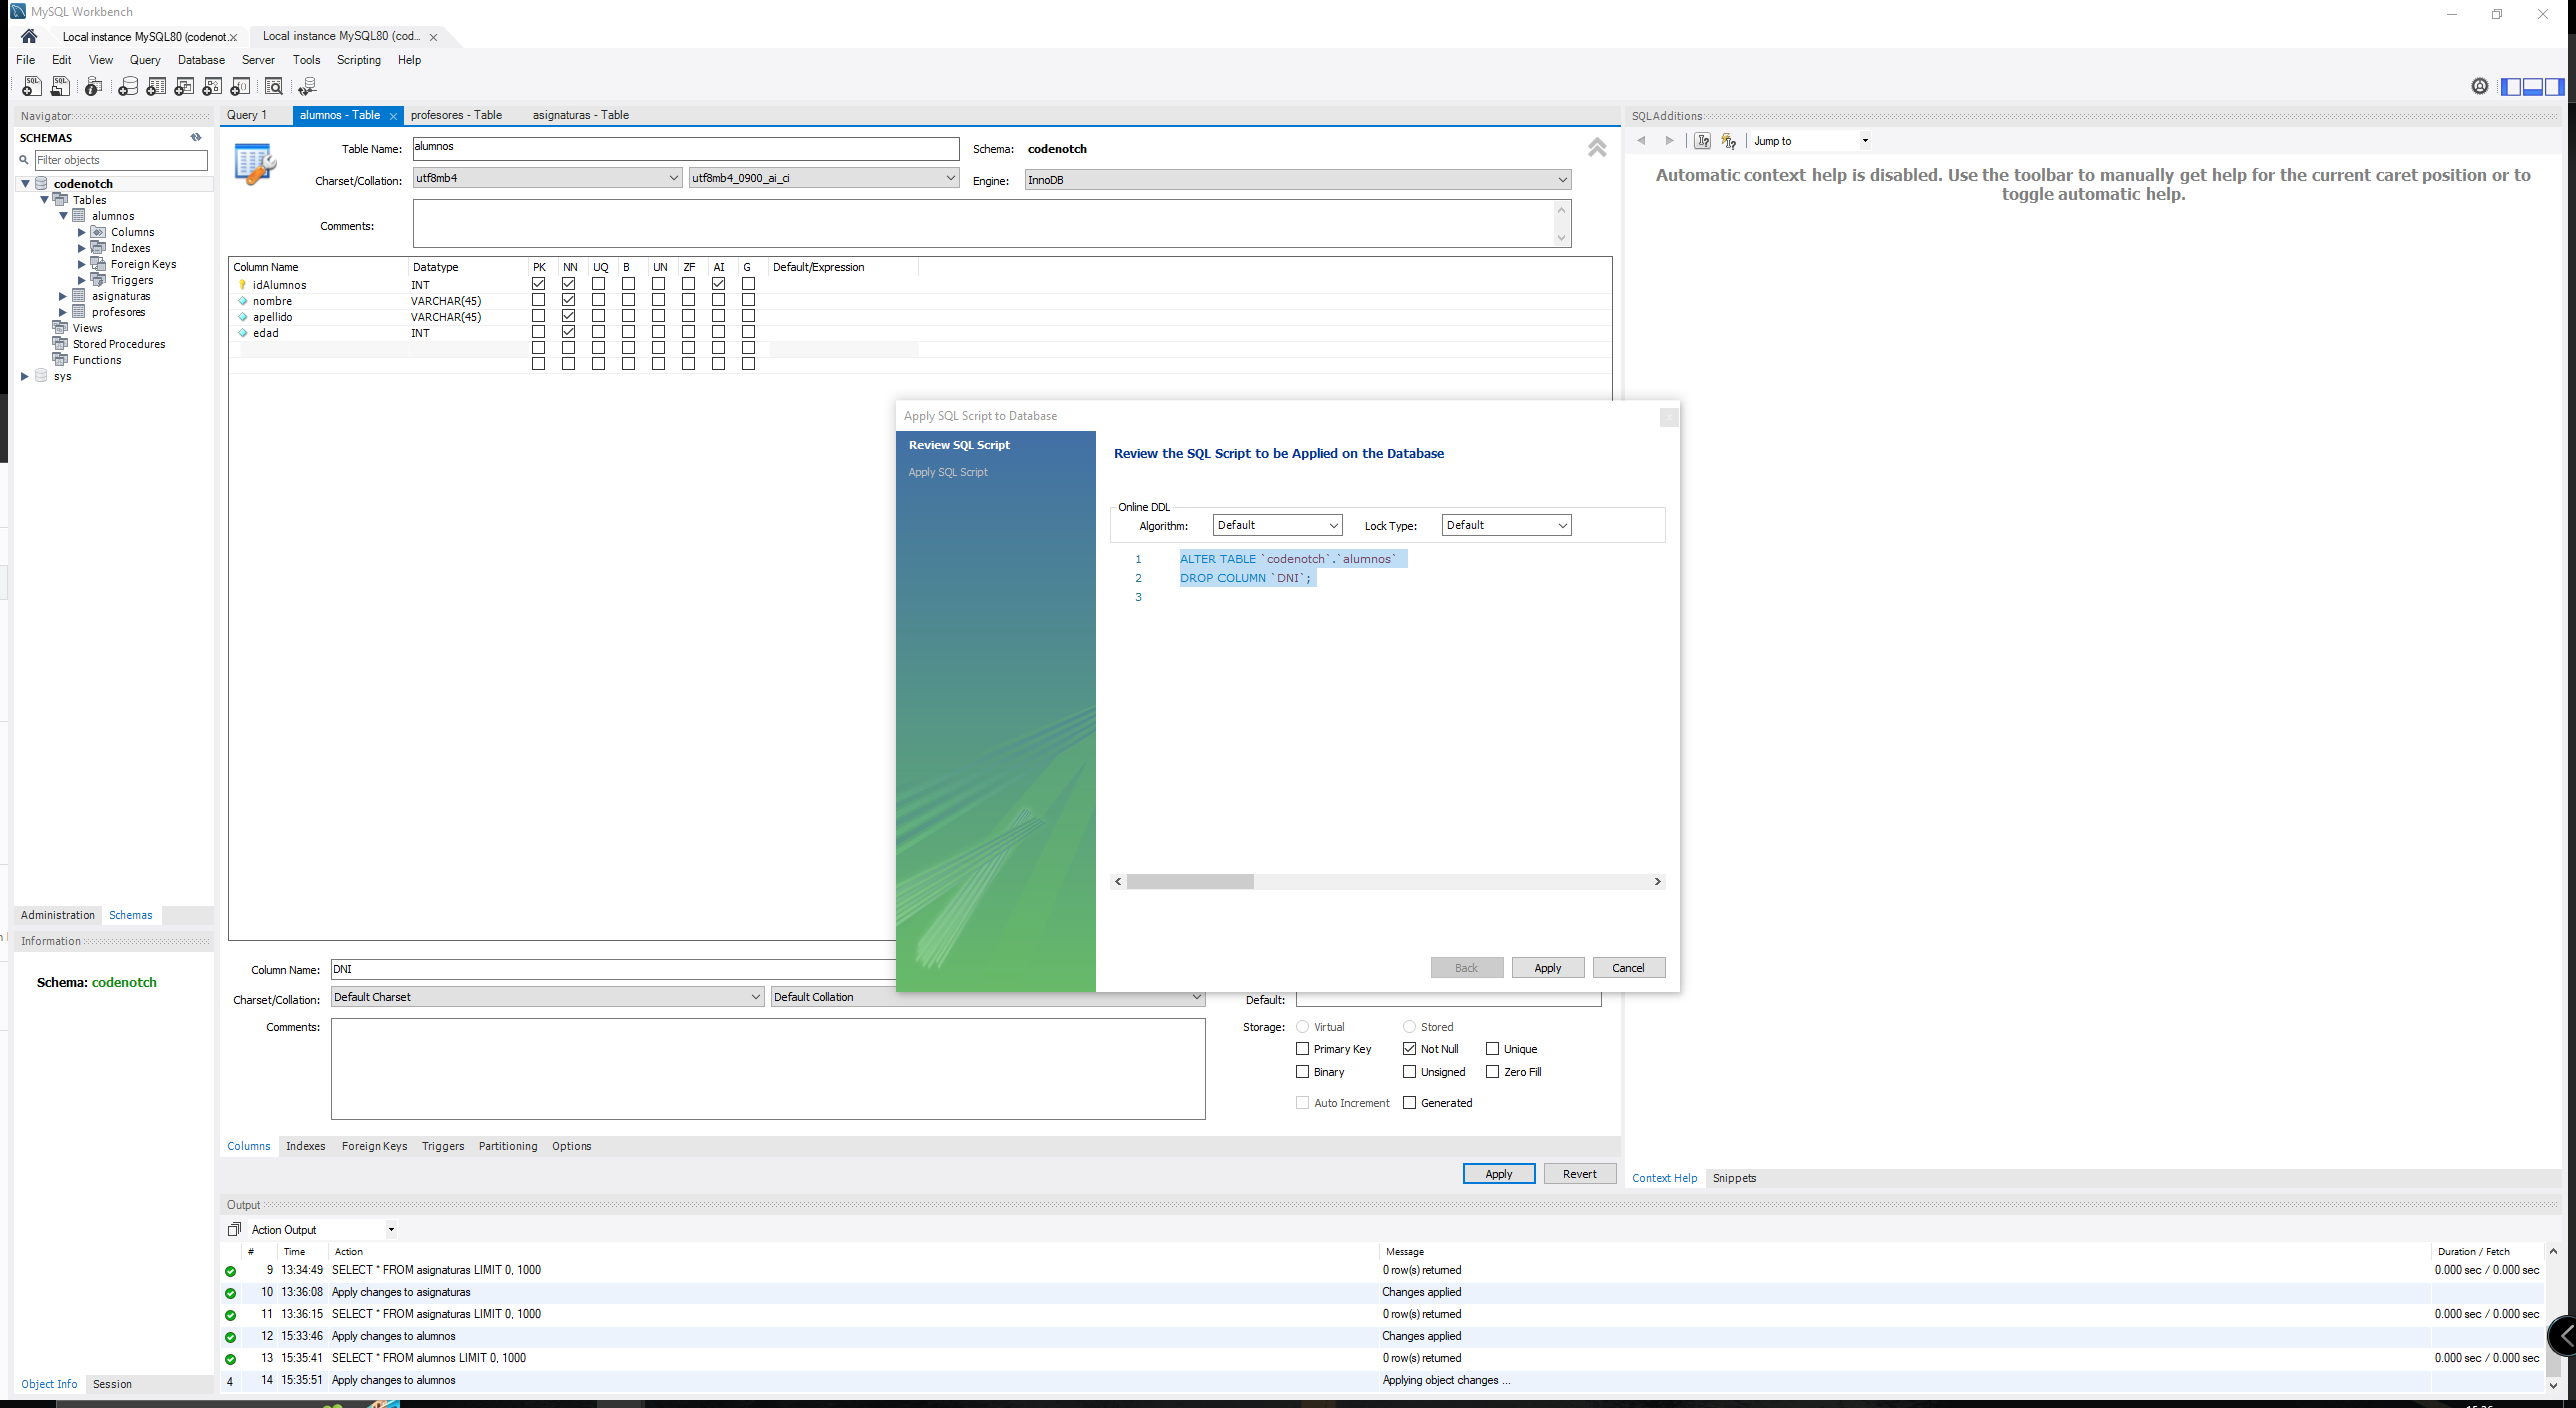 MySQL Workbench
Local instance MySQL80 (codenot... Local instance MySQL80 (cod...
File Edit View Query Database Server Tools Scripting Help
Navigator
SCHEMAS
Filter objects
codenotch
Tables
alumnos
Columns
Indexes
Foreign Keys
Triggers
asignaturas
profesores
Views
Stored Procedures
Functions
sys
Administration Schemas
Information
Schema: codenotch
Object Info Session
Query 1 alumnos - Table profesores - Table asignaturas - Table
Table Name: alumnos Schema: codenotch
Charset/Collation: utf8mb4 utf8mb4_0900_ai_ci Engine: InnoDB
Comments:
Column Name Datatype PK NN UQ B UN ZF AI G Default/Expression
idAlumnos INT
nombre VARCHAR(45)
apellido VARCHAR(45)
edad INT
Apply SQL Script to Database
Review SQL Script
Apply SQL Script
Review the SQL Script to be Applied on the Database
Online DDL
Algorithm: Default Lock Type: Default
1 ALTER TABLE `codenotch`.`alumnos`
2 DROP COLUMN `DNI`;
3
Back Apply Cancel
Column Name: DNI
Charset/Collation: Default Charset Default Collation Default:
Comments:
Storage: Virtual Stored
Primary Key Not Null Unique
Binary Unsigned Zero Fill
Auto Increment Generated
Columns Indexes Foreign Keys Triggers Partitioning Options
Apply Revert
SQLAdditions
Jump to
Automatic context help is disabled. Use the toolbar to manually get help for the current caret position or to
toggle automatic help.
Context Help Snippets
Output
Action Output
# Time Action Message Duration / Fetch
9 13:34:49 SELECT * FROM asignaturas LIMIT 0, 1000 0 row(s) returned 0.000 sec / 0.000 sec
10 13:36:08 Apply changes to asignaturas Changes applied
11 13:36:15 SELECT * FROM asignaturas LIMIT 0, 1000 0 row(s) returned 0.000 sec / 0.000 sec
12 15:33:46 Apply changes to alumnos Changes applied
13 15:35:41 SELECT * FROM alumnos LIMIT 0, 1000 0 row(s) returned 0.000 sec / 0.000 sec
4 14 15:35:51 Apply changes to alumnos Applying object changes ...